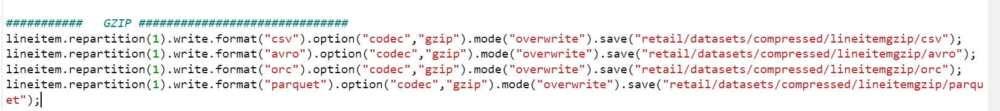 ###########   GZIP ##############################
lineitem.repartition(1).write.format("csv").option("codec","gzip").mode("overwrite").save("retail/datasets/compressed/lineitemgzip/csv");
lineitem.repartition(1).write.format("avro").option("codec","gzip").mode("overwrite").save("retail/datasets/compressed/lineitemgzip/avro");
lineitem.repartition(1).write.format("orc").option("codec","gzip").mode("overwrite").save("retail/datasets/compressed/lineitemgzip/orc");
lineitem.repartition(1).write.format("parquet").option("codec","gzip").mode("overwrite").save("retail/datasets/compressed/lineitemgzip/parqu
et");